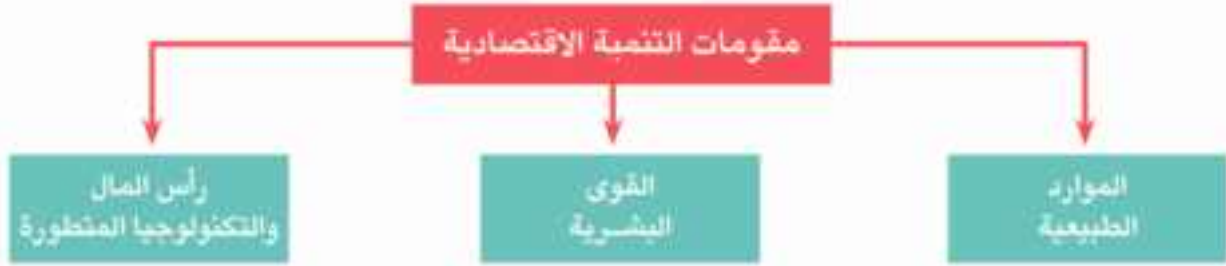 مقومات التنمية الاقتصادية
الموارد
الطبيعية
القوى
البشرية
رأس المال
والتكنولوجيا المتطورة